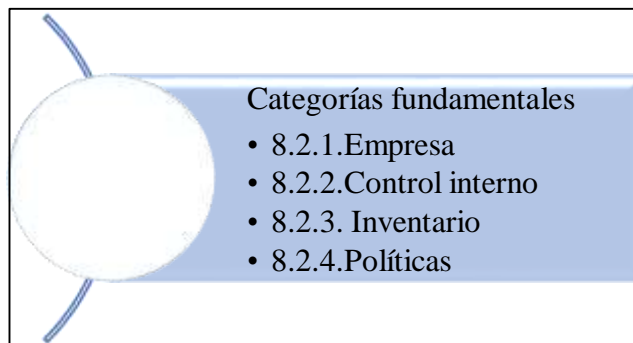 Categorías fundamentales
• 8.2.1.Empresa
• 8.2.2.Control interno
• 8.2.3. Inventario
• 8.2.4.Políticas